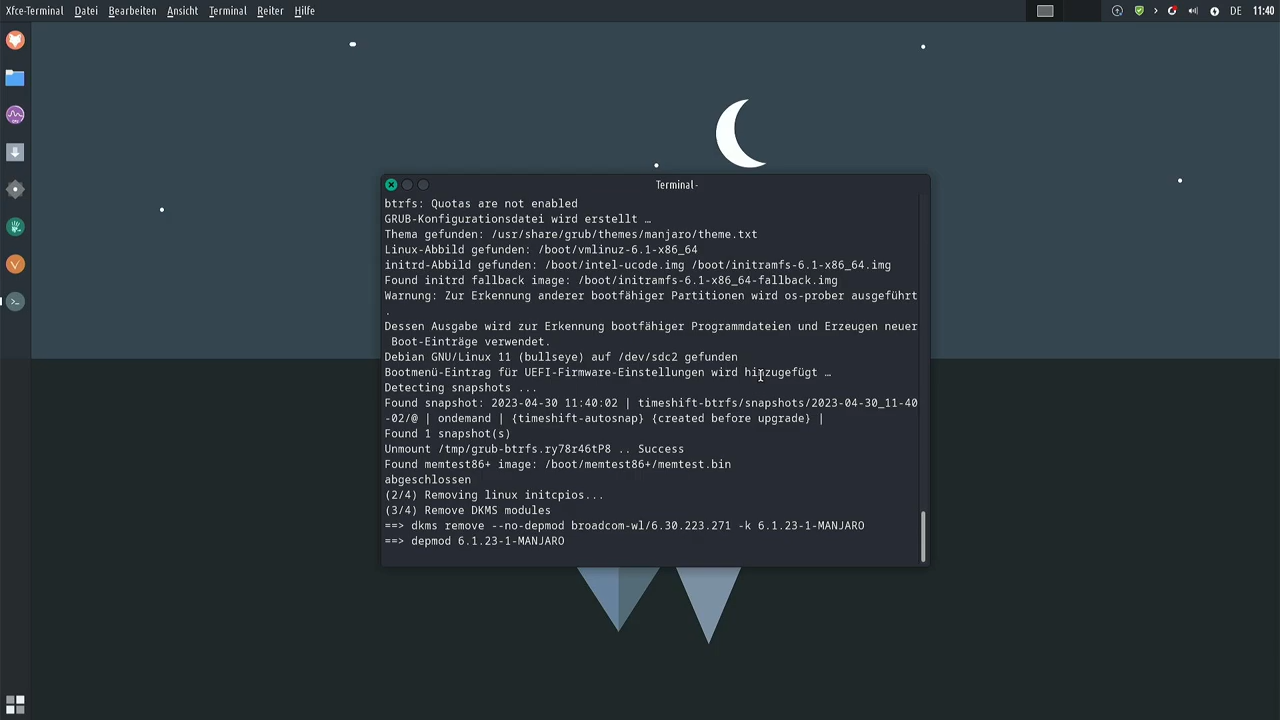 Xfce-Terminal Datei Bearbeiten Ansicht Terminal Reiter Hilfe DE 11:40
Terminal -
btrfs: Quotas are not enabled
GRUB-Konfigurationsdatei wird erstellt …
Thema gefunden: /usr/share/grub/themes/manjaro/theme.txt
Linux-Abbild gefunden: /boot/vmlinuz-6.1-x86_64
initrd-Abbild gefunden: /boot/intel-ucode.img /boot/initramfs-6.1-x86_64.img
Found initrd fallback image: /boot/initramfs-6.1-x86_64-fallback.img
Warnung: Zur Erkennung anderer bootfähiger Partitionen wird os-prober ausgeführt
.
Dessen Ausgabe wird zur Erkennung bootfähiger Programmdateien und Erzeugen neuer
Boot-Einträge verwendet.
Debian GNU/Linux 11 (bullseye) auf /dev/sdc2 gefunden
Bootmenü-Eintrag für UEFI-Firmware-Einstellungen wird hinzugefügt …
Detecting snapshots ...
Found snapshot: 2023-04-30 11:40:02 | timeshift-btrfs/snapshots/2023-04-30_11-40
-02/@ | ondemand | {timeshift-autosnap} {created before upgrade} |
Found 1 snapshot(s)
Unmount /tmp/grub-btrfs.ry78r46tP8 .. Success
Found memtest86+ image: /boot/memtest86+/memtest.bin
abgeschlossen
(2/4) Removing linux initcpios...
(3/4) Remove DKMS modules
==> dkms remove --no-depmod broadcom-wl/6.30.223.271 -k 6.1.23-1-MANJARO
==> depmod 6.1.23-1-MANJARO